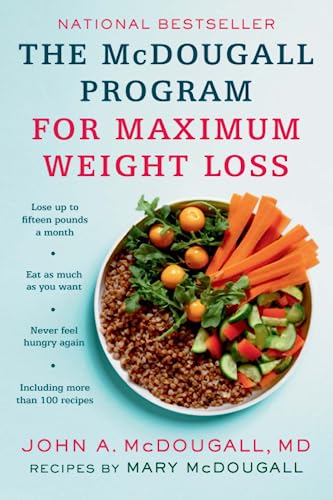 NATIONAL BESTSELLER
THE McDOUGALL
PROGRAM
FOR MAXIMUM
WEIGHT LOSS
Lose up to
fifteen pounds
a month
•
Eat as much
as you want
•
Never feel
hungry again
•
Including more
than 100 recipes
JOHN A. McDOUGALL, MD
RECIPES BY MARY McDOUGALL